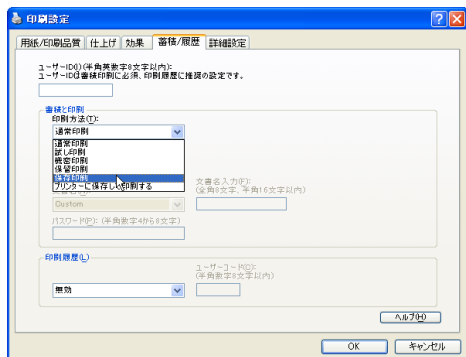 印刷設定
用紙/印刷品質 仕上げ 効果 蓄積/履歴 詳細設定
ユーザーID(I)(半角英数字8文字以内):
ユーザーIDは蓄積印刷に必須、印刷履歴に推奨の設定です。
蓄積と印刷
印刷方法(T):
通常印刷
通常印刷
試し印刷
機密印刷
保留印刷
保存印刷
プリンターに保存し印刷する
文書名入力(F):
(全角8文字、半角16文字以内)
Custom
パスワード(P): (半角数字4から8文字)
印刷履歴(L)
ユーザーコード(C):
(半角数字8文字以内)
無効
ヘルプ(H)
OK キャンセル